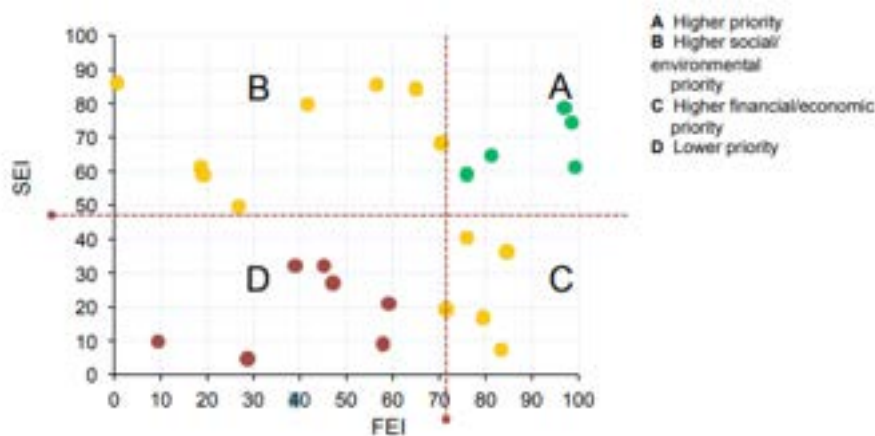 A Higher priority
B Higher social/
environmental
priority
C Higher financial/economic
priority
D Lower priority
100
90
80
70
60
50
40
30
20
10
0
SEI
B
A
D
C
0 10 20 30 40 50 60 70 80 90 100
FEI